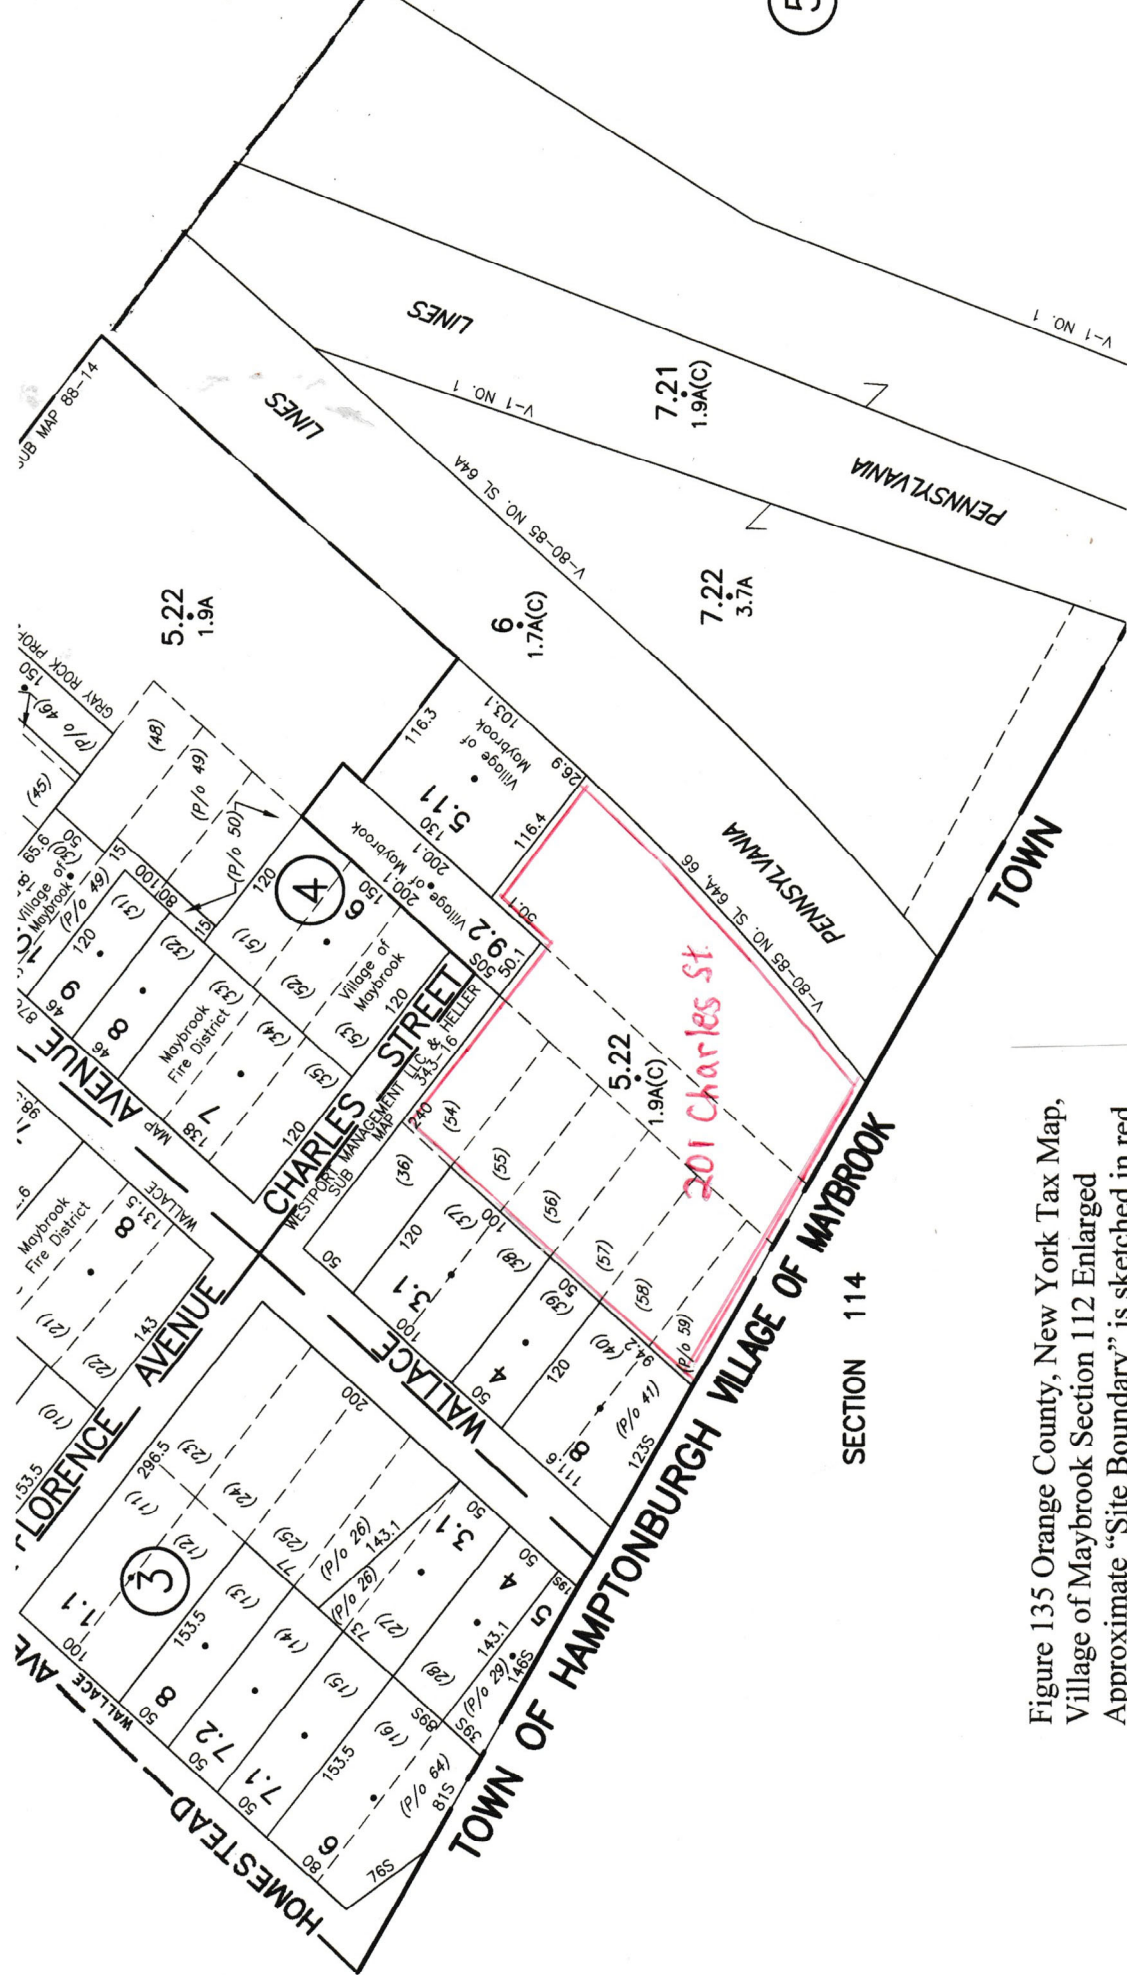 5
SUB MAP 88-14
LINES
LINES
V-1 NO. 1
V-1 NO. 1
7.21
1.9A(C)
PENNSYLVANIA
V-80-85 NO. SL 64A
7.22
3.7A
6
1.7A(C)
5.22
1.9A
GRAY ROCK
150
(P/o 46)
(45)
(48)
(P/o 49)
(P/o 50)
65.6
50
(30)
Village of
Maybrook
(P/o 49)
15
80,100
15
(31)
(32)
120
9
46
8
46
AVENUE
MAP
Maybrook
Fire District
(33)
7
138
(34)
(35)
120
120
(51)
(52)
(53)
120
4
6
150
Village of
Maybrook
200.1
Village of Maybrook
200.1
9.2
50S
50.1
130
5.11
Village of
Maybrook
116.3
103.1
26.9
116.4
50.1
CHARLES STREET
WESTPORT MANAGEMENT LLC & HELLER
SUB MAP 343-16
240
(54)
(55)
(56)
(57)
(58)
(P/o 59)
5.22
1.9A(C)
201 Charles St.
V-80-85 NO. SL 64A, 66
PENNSYLVANIA
TOWN
(36)
(37)
(38)
(39)
(40)
(P/o 41)
50
120
3.1
100
100
4
50
50
120
94.2
8
111.6
123S
WALLACE
WALLACE
98.
Maybrook
Fire District
8
131.5
(21)
(22)
143
(10)
153.5
FLORENCE AVENUE
296.5
(11)
(12)
(13)
(14)
(15)
(16)
(23)
(24)
(25)
(P/o 26)
(P/o 26)
(27)
(28)
(P/o 29)
200
77
73
143.1
143.1
3
1.1
100
8
50
153.5
7.2
50
7.1
50
153.5
6
80
76S
(P/o 64)
81S
89S
39S
146S
19S
3.1
50
4
50
5
WALLACE
HOMESTEAD AVE
TOWN OF HAMPTONBURGH VILLAGE OF MAYBROOK
SECTION 114
Figure 135 Orange County, New York Tax Map,
Village of Maybrook Section 112 Enlarged
Approximate “Site Boundary” is sketched in red